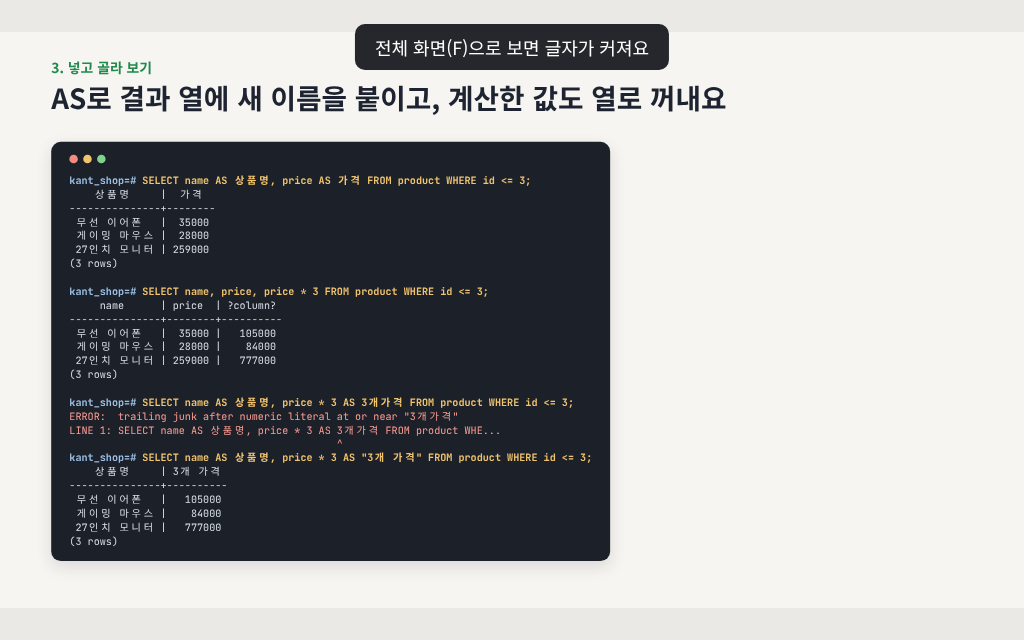 전체 화면(F)으로 보면 글자가 커져요
3. 넣고 골라 보기
AS로 결과 열에 새 이름을 붙이고, 계산한 값도 열로 꺼내요
kant_shop=# SELECT name AS 상품명, price AS 가격 FROM product WHERE id <= 3;
상품명 | 가격
---------------+--------
무선 이어폰 | 35000
게이밍 마우스 | 28000
27인치 모니터 | 259000
(3 rows)
kant_shop=# SELECT name, price, price * 3 FROM product WHERE id <= 3;
name | price | ?column?
---------------+--------+----------
무선 이어폰 | 35000 | 105000
게이밍 마우스 | 28000 | 84000
27인치 모니터 | 259000 | 777000
(3 rows)
kant_shop=# SELECT name AS 상품명, price * 3 AS 3개가격 FROM product WHERE id <= 3;
ERROR:  trailing junk after numeric literal at or near "3개가격"
LINE 1: SELECT name AS 상품명, price * 3 AS 3개가격 FROM product WHE...
^
kant_shop=# SELECT name AS 상품명, price * 3 AS "3개 가격" FROM product WHERE id <= 3;
상품명 | 3개 가격
---------------+----------
무선 이어폰 | 105000
게이밍 마우스 | 84000
27인치 모니터 | 777000
(3 rows)